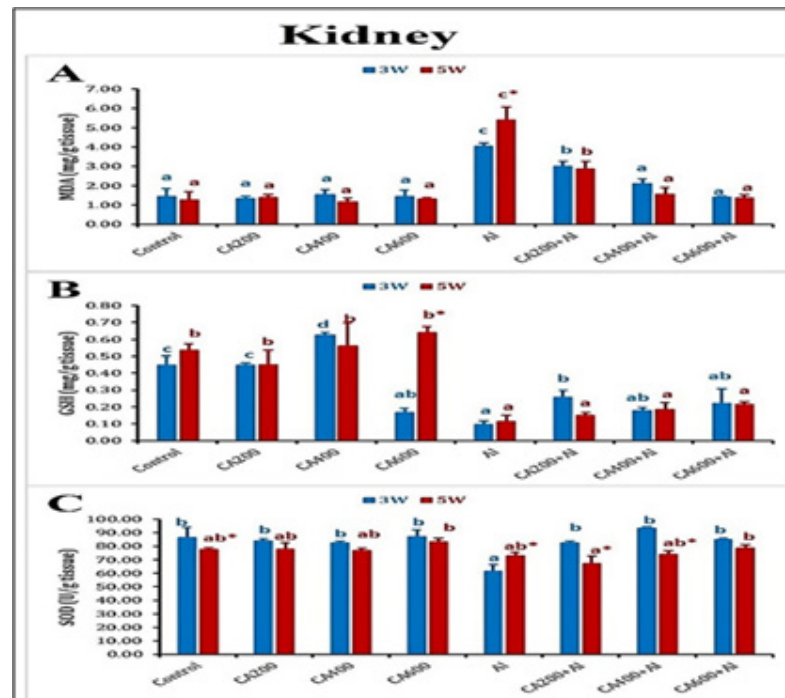 Kidney
A
3W 5W
MDA (mg/g tissue)
7.00
6.00
5.00
4.00
3.00
2.00
1.00
0.00
a a a a a a a a c c* b b a a a a
Control CA200 CA400 CA600 Al CA200+Al CA400+Al CA600+Al
B
3W 5W
GSH (mg/g tissue)
0.80
0.70
0.60
0.50
0.40
0.30
0.20
0.10
0.00
c b c b d b ab b* a a b a ab a ab a
Control CA200 CA400 CA600 Al CA200+Al CA400+Al CA600+Al
C
3W 5W
SOD (U/g tissue)
100.00
90.00
80.00
70.00
60.00
50.00
40.00
30.00
20.00
10.00
0.00
b ab* b ab b ab b b a ab* b a* b ab* b b
Control CA200 CA400 CA600 Al CA200+Al CA400+Al CA600+Al